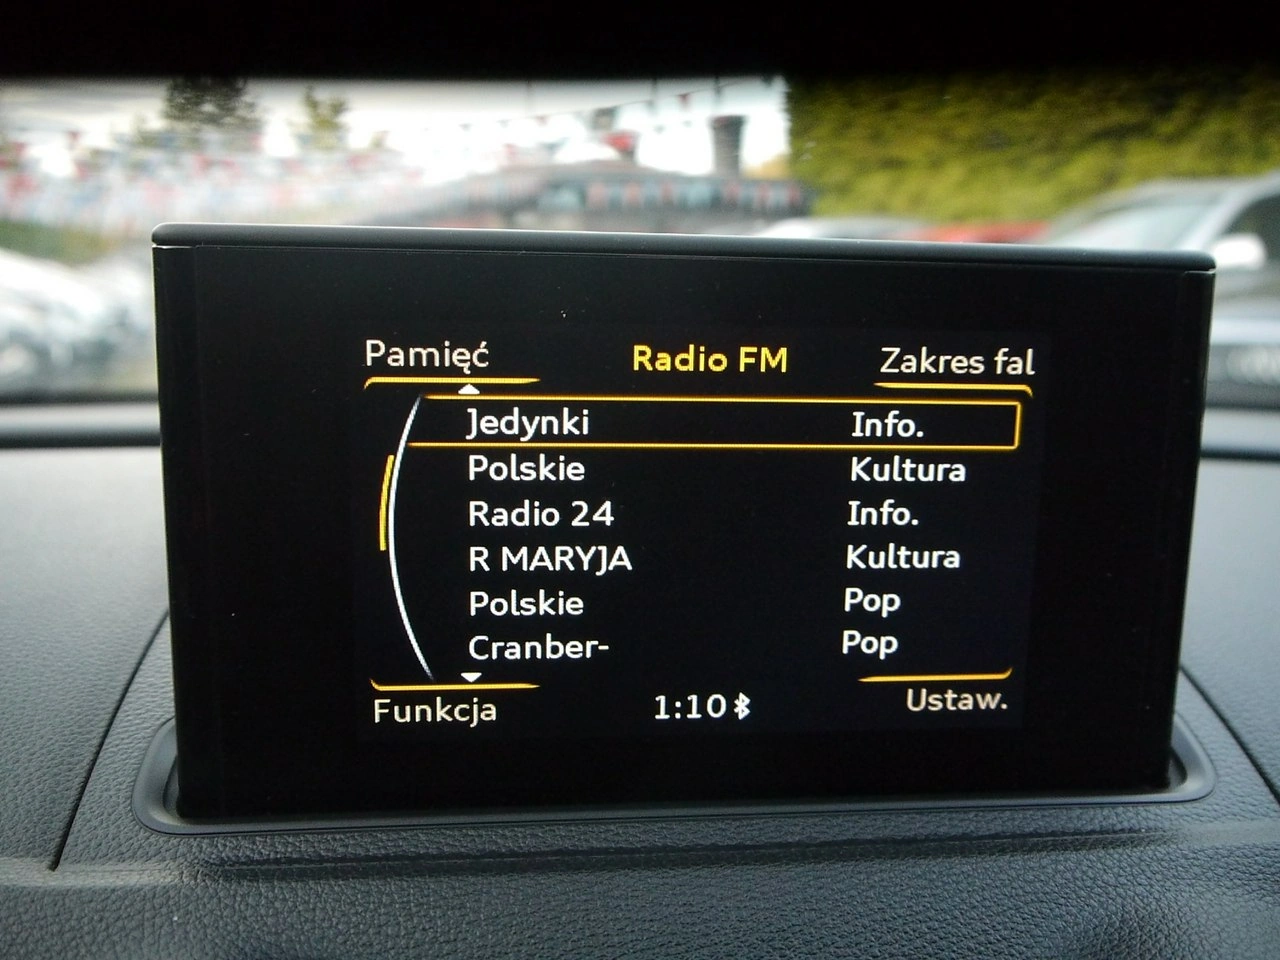 Pamięć Radio FM Zakres fal
Jedynki Info.
Polskie Kultura
Radio 24 Info.
R MARYJA Kultura
Polskie Pop
Cranber- Pop
Funkcja 1:10 Ustaw.